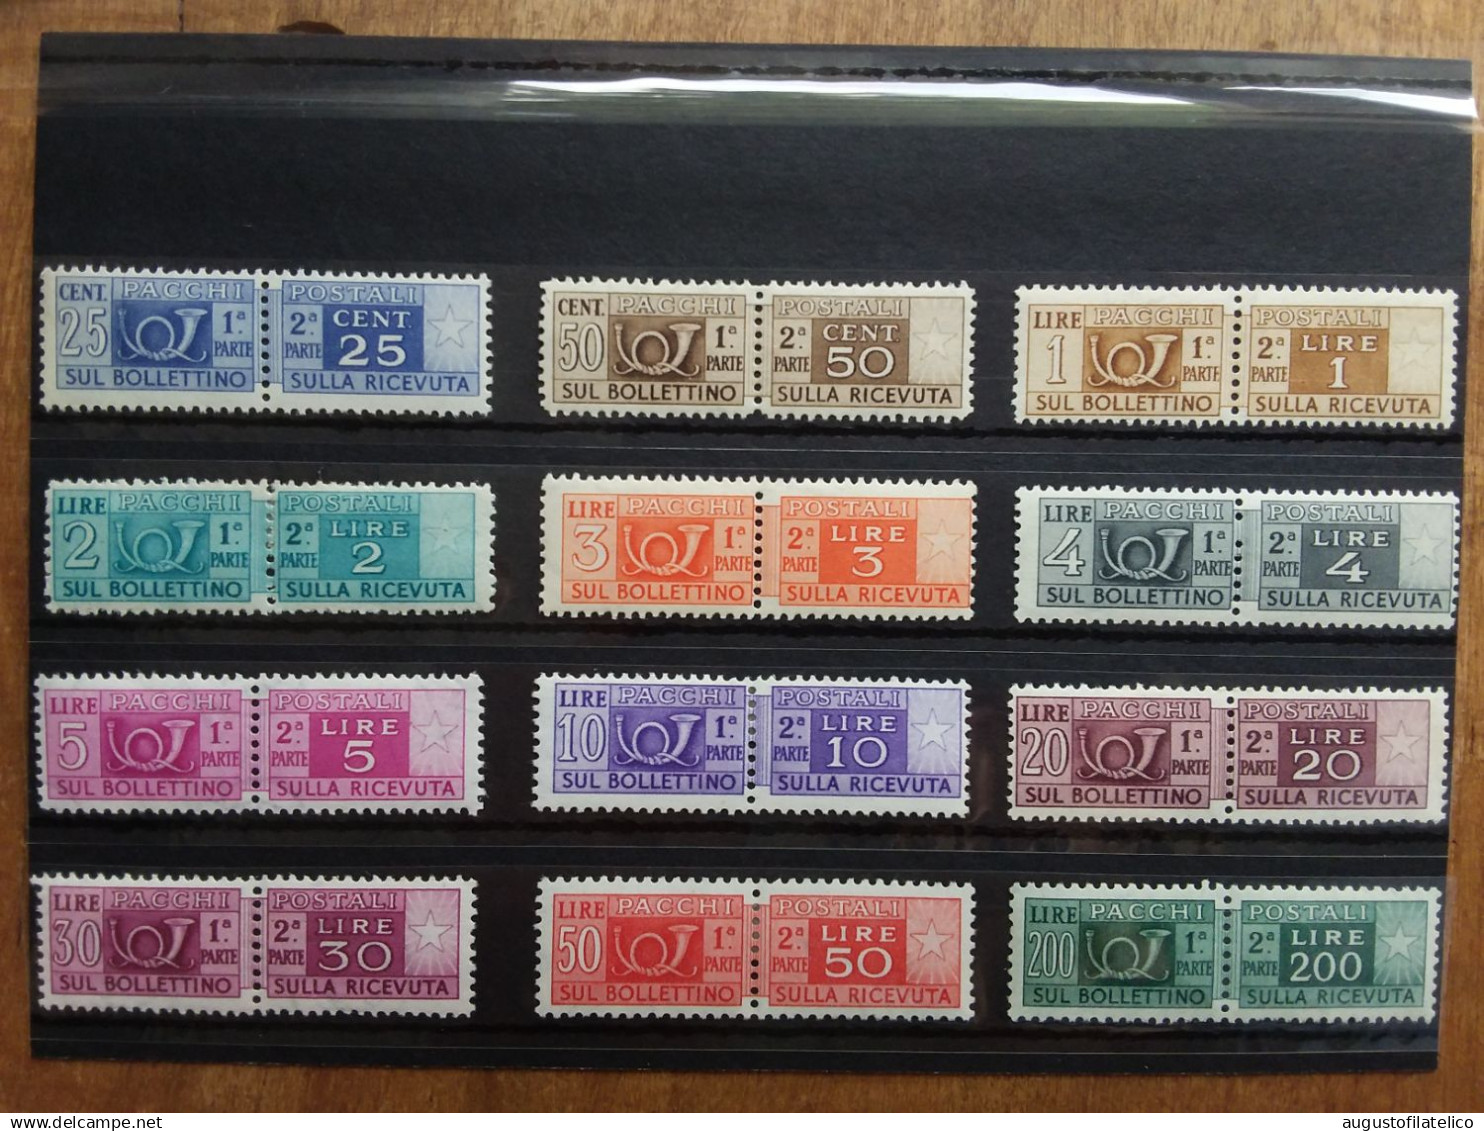 CENT. PACCHI POSTALI
25 1ª PARTE 2ª PARTE CENT. 25
SUL BOLLETTINO SULLA RICEVUTA
CENT. PACCHI POSTALI
50 1ª PARTE 2ª PARTE CENT. 50
SUL BOLLETTINO SULLA RICEVUTA
LIRE PACCHI POSTALI
1 1ª PARTE 2ª PARTE LIRE 1
SUL BOLLETTINO SULLA RICEVUTA
LIRE PACCHI POSTALI
2 1ª PARTE 2ª PARTE LIRE 2
SUL BOLLETTINO SULLA RICEVUTA
LIRE PACCHI POSTALI
3 1ª PARTE 2ª PARTE LIRE 3
SUL BOLLETTINO SULLA RICEVUTA
LIRE PACCHI POSTALI
4 1ª PARTE 2ª PARTE LIRE 4
SUL BOLLETTINO SULLA RICEVUTA
LIRE PACCHI POSTALI
5 1ª PARTE 2ª PARTE LIRE 5
SUL BOLLETTINO SULLA RICEVUTA
LIRE PACCHI POSTALI
10 1ª PARTE 2ª PARTE LIRE 10
SUL BOLLETTINO SULLA RICEVUTA
LIRE PACCHI POSTALI
20 1ª PARTE 2ª PARTE LIRE 20
SUL BOLLETTINO SULLA RICEVUTA
LIRE PACCHI POSTALI
30 1ª PARTE 2ª PARTE LIRE 30
SUL BOLLETTINO SULLA RICEVUTA
LIRE PACCHI POSTALI
50 1ª PARTE 2ª PARTE LIRE 50
SUL BOLLETTINO SULLA RICEVUTA
LIRE PACCHI POSTALI
200 1ª PARTE 2ª PARTE LIRE 200
SUL BOLLETTINO SULLA RICEVUTA
augustofilatelico